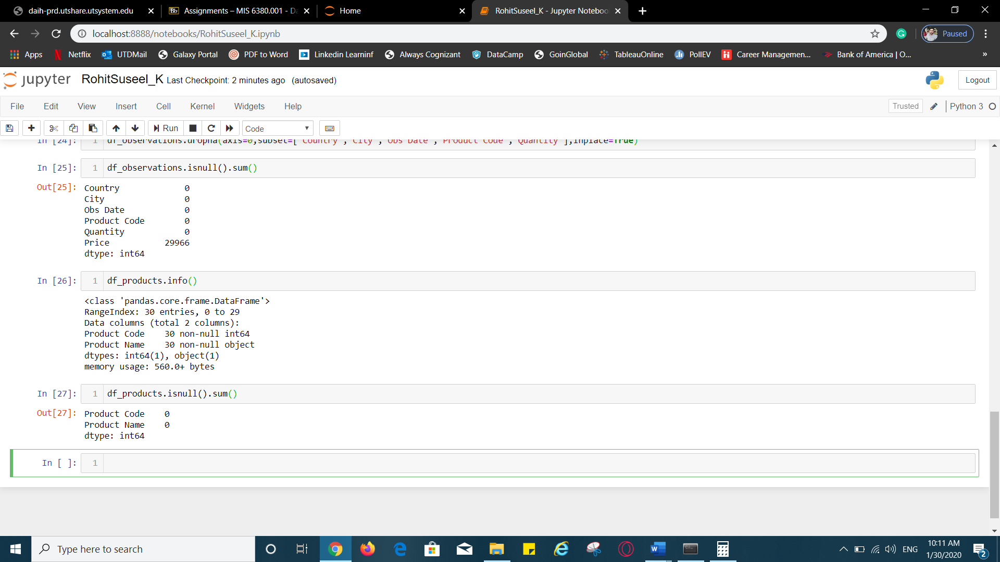 daih-prd.utshare.utsystem.edu
Bb Assignments – MIS 6380.001 - Da
Home
RohitSuseel_K - Jupyter Noteboo
localhost:8888/notebooks/RohitSuseel_K.ipynb
Paused
Apps Netflix UTDMail Galaxy Portal PDF to Word Linkedin Learninf Always Cognizant DataCamp GoinGlobal TableauOnline PollEV Career Managemen... Bank of America | O... »
jupyter RohitSuseel_K Last Checkpoint: 2 minutes ago (autosaved) Logout
File Edit View Insert Cell Kernel Widgets Help Trusted Python 3
Run Code
In [24]: 1 df_observations.dropna(axis=0,subset=['Country','City','Obs Date','Product Code','Quantity'],inplace=True)
In [25]: 1 df_observations.isnull().sum()
Out[25]: Country 0
City 0
Obs Date 0
Product Code 0
Quantity 0
Price 29966
dtype: int64
In [26]: 1 df_products.info()
<class 'pandas.core.frame.DataFrame'>
RangeIndex: 30 entries, 0 to 29
Data columns (total 2 columns):
Product Code 30 non-null int64
Product Name 30 non-null object
dtypes: int64(1), object(1)
memory usage: 560.0+ bytes
In [27]: 1 df_products.isnull().sum()
Out[27]: Product Code 0
Product Name 0
dtype: int64
In [ ]: 1
Type here to search
ENG
10:11 AM
1/30/2020
2